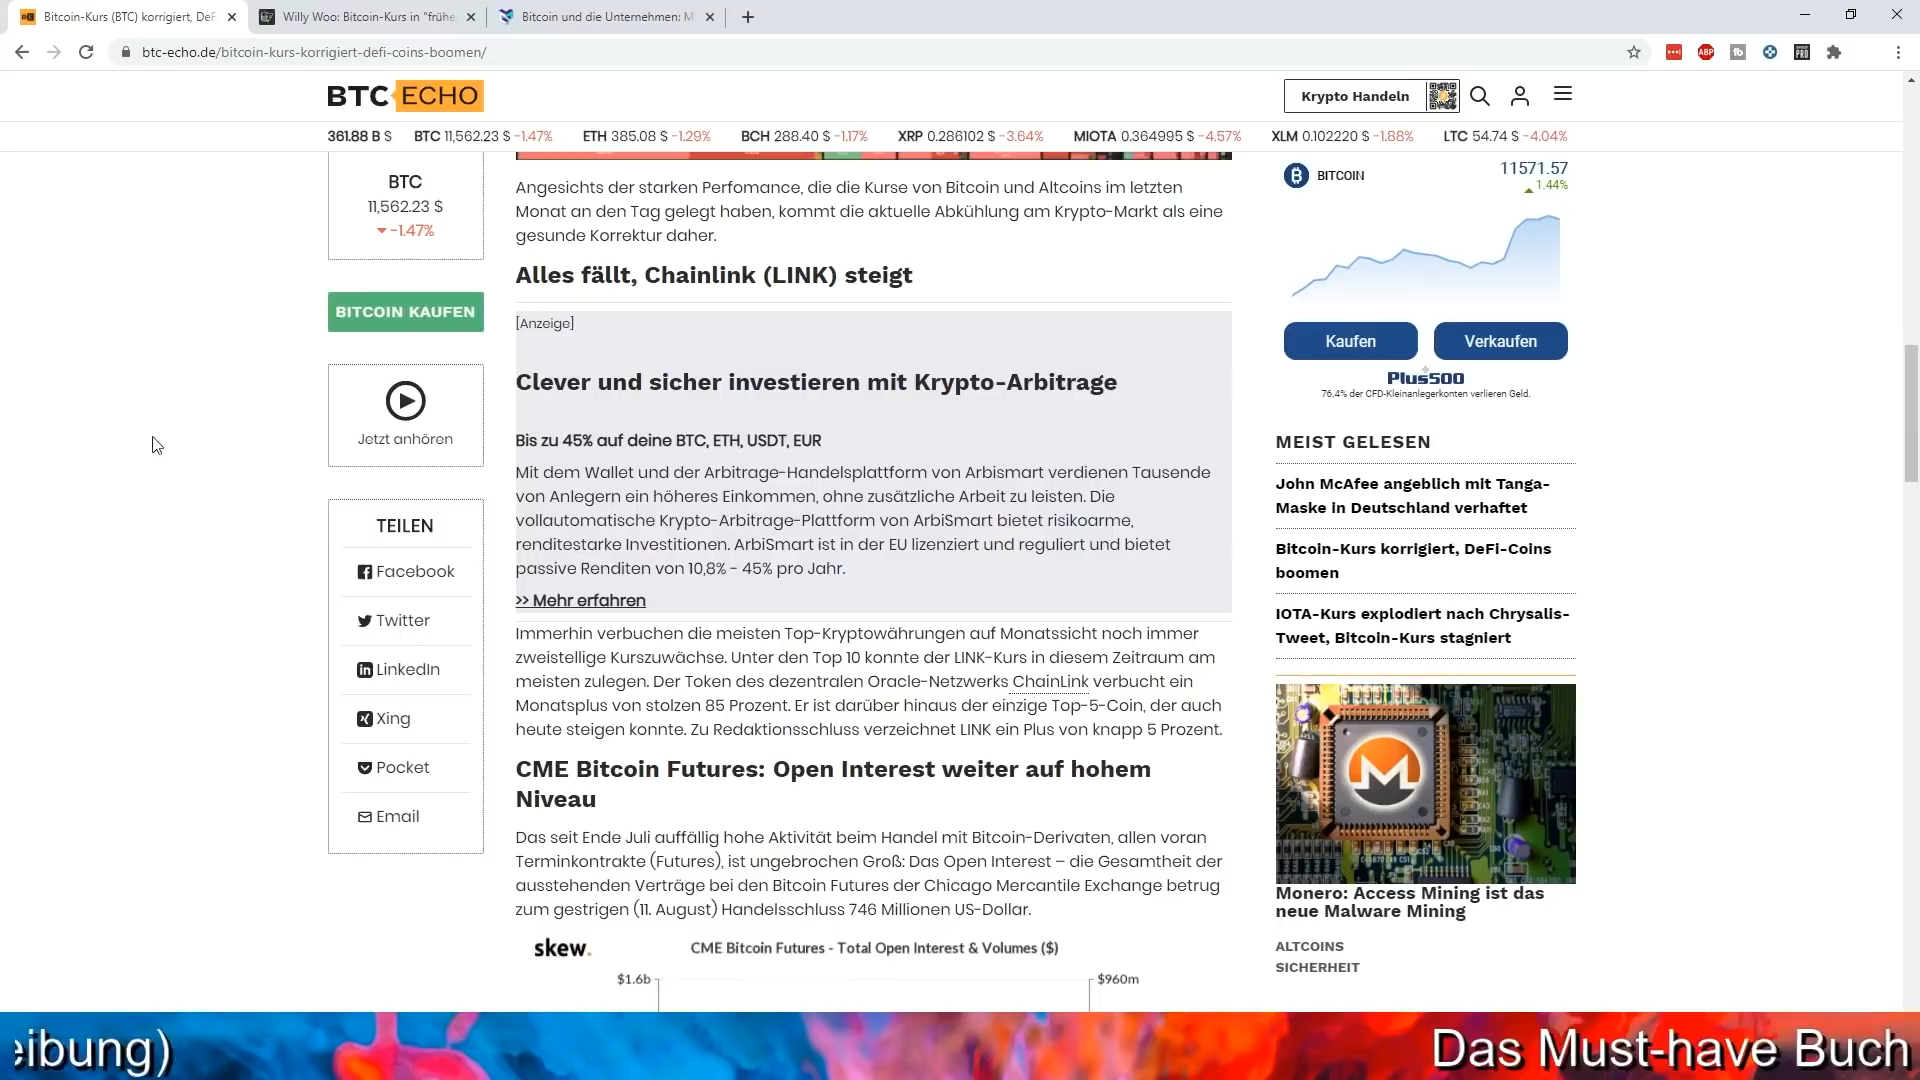 Bitcoin-Kurs (BTC) korrigiert, DeF
Willy Woo: Bitcoin-Kurs in "frühe
Bitcoin und die Unternehmen: M
btc-echo.de/bitcoin-kurs-korrigiert-defi-coins-boomen/
ABP
BTC ECHO
Krypto Handeln
361.88 B $ BTC 11,562.23 $ -1.47% ETH 385.08 $ -1.29% BCH 288.40 $ -1.17% XRP 0.286102 $ -3.64% MIOTA 0.364995 $ -4.57% XLM 0.102220 $ -1.88% LTC 54.74 $ -4.04%
BTC
11,562.23 $
-1.47%
BITCOIN KAUFEN
Jetzt anhören
TEILEN
Facebook
Twitter
LinkedIn
Xing
Pocket
Email
Angesichts der starken Perfomance, die die Kurse von Bitcoin und Altcoins im letzten
Monat an den Tag gelegt haben, kommt die aktuelle Abkühlung am Krypto-Markt als eine
gesunde Korrektur daher.
Alles fällt, Chainlink (LINK) steigt
[Anzeige]
Clever und sicher investieren mit Krypto-Arbitrage
Bis zu 45% auf deine BTC, ETH, USDT, EUR
Mit dem Wallet und der Arbitrage-Handelsplattform von Arbismart verdienen Tausende
von Anlegern ein höheres Einkommen, ohne zusätzliche Arbeit zu leisten. Die
vollautomatische Krypto-Arbitrage-Plattform von ArbiSmart bietet risikoarme,
renditestarke Investitionen. ArbiSmart ist in der EU lizenziert und reguliert und bietet
passive Renditen von 10,8% - 45% pro Jahr.
>> Mehr erfahren
Immerhin verbuchen die meisten Top-Kryptowährungen auf Monatssicht noch immer
zweistellige Kurszuwächse. Unter den Top 10 konnte der LINK-Kurs in diesem Zeitraum am
meisten zulegen. Der Token des dezentralen Oracle-Netzwerks ChainLink verbucht ein
Monatsplus von stolzen 85 Prozent. Er ist darüber hinaus der einzige Top-5-Coin, der auch
heute steigen konnte. Zu Redaktionsschluss verzeichnet LINK ein Plus von knapp 5 Prozent.
CME Bitcoin Futures: Open Interest weiter auf hohem
Niveau
Das seit Ende Juli auffällig hohe Aktivität beim Handel mit Bitcoin-Derivaten, allen voran
Terminkontrakte (Futures), ist ungebrochen Groß: Das Open Interest – die Gesamtheit der
ausstehenden Verträge bei den Bitcoin Futures der Chicago Mercantile Exchange betrug
zum gestrigen (11. August) Handelsschluss 746 Millionen US-Dollar.
skew.
CME Bitcoin Futures - Total Open Interest & Volumes ($)
$1.6b
$960m
BITCOIN
11571.57
1.44%
Kaufen
Verkaufen
Plus500
76.4% der CFD-Kleinanlegerkonten verlieren Geld.
MEIST GELESEN
John McAfee angeblich mit Tanga-
Maske in Deutschland verhaftet
Bitcoin-Kurs korrigiert, DeFi-Coins
boomen
IOTA-Kurs explodiert nach Chrysalis-
Tweet, Bitcoin-Kurs stagniert
Monero: Access Mining ist das
neue Malware Mining
ALTCOINS
SICHERHEIT
eibung)
Das Must-have Buch